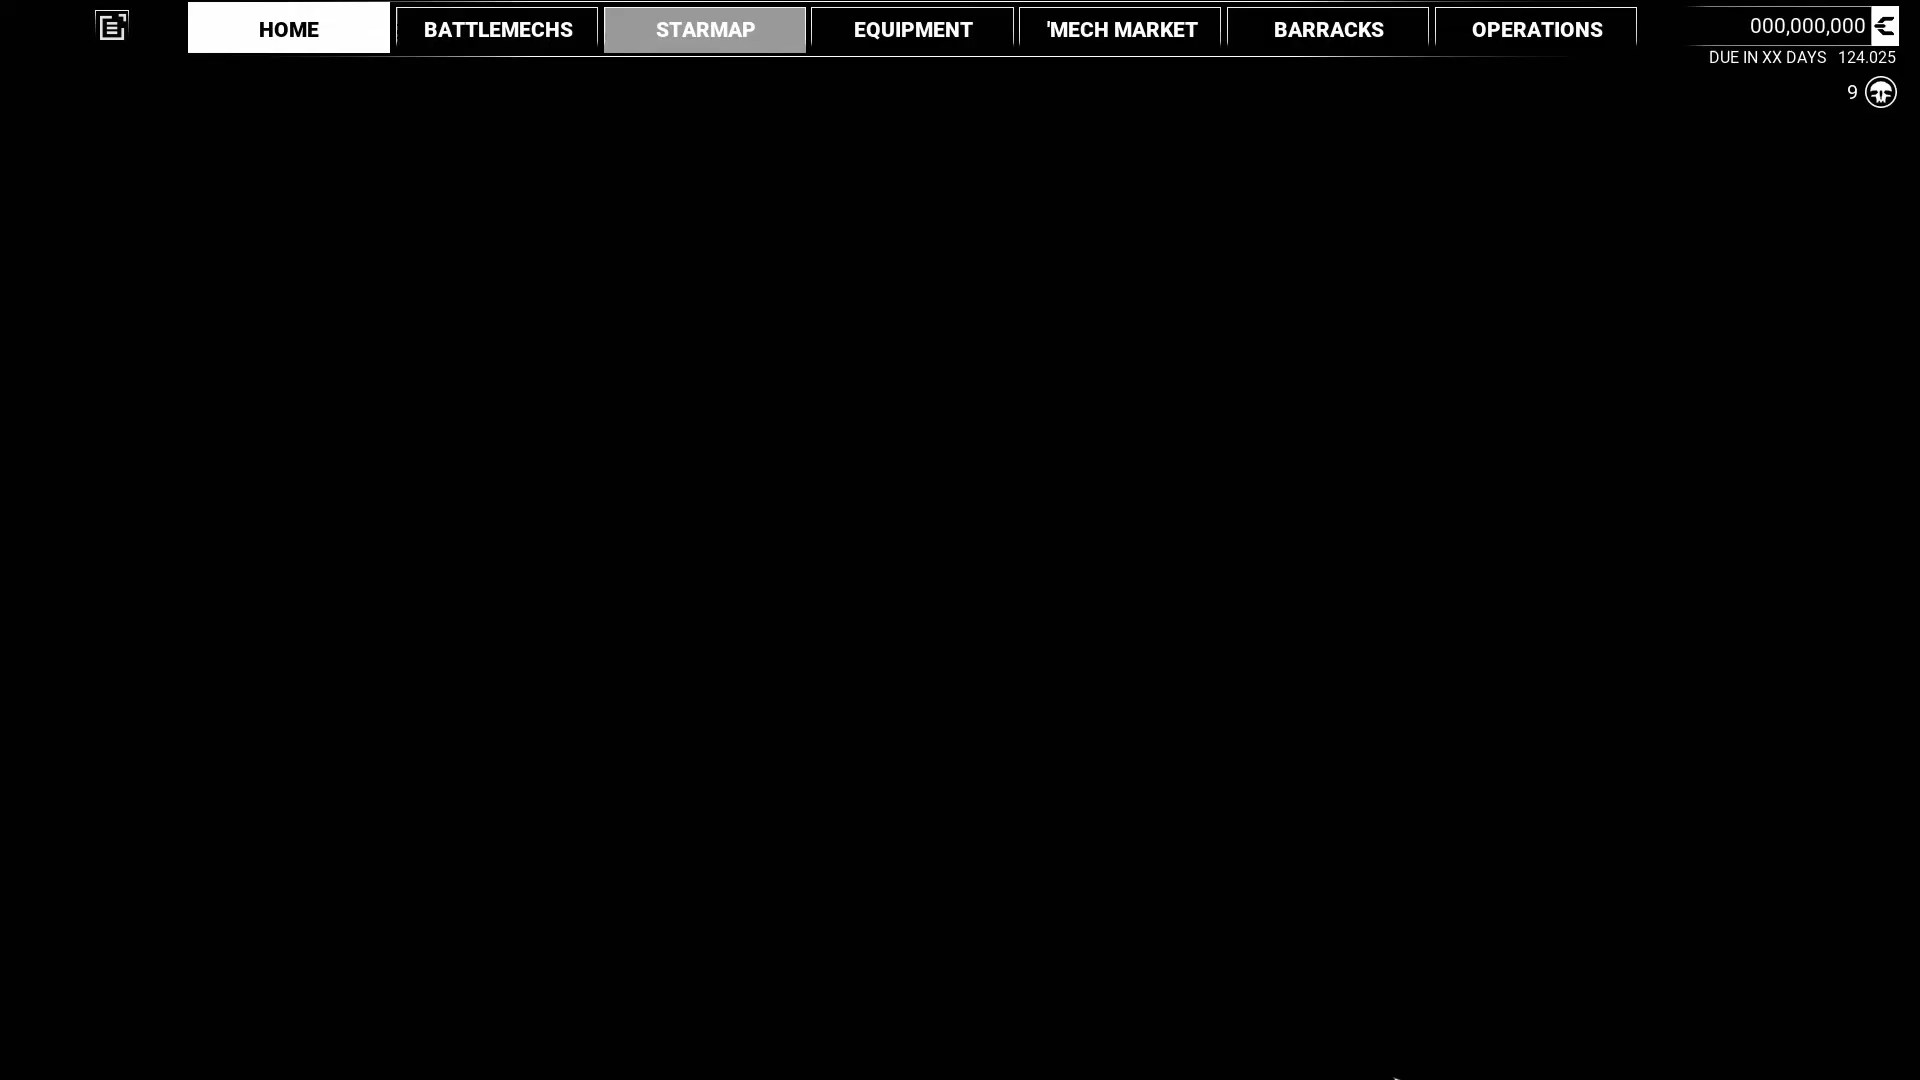 HOME
BATTLEMECHS
STARMAP
EQUIPMENT
'MECH MARKET
BARRACKS
OPERATIONS
000,000,000
DUE IN XX DAYS 124.025
9